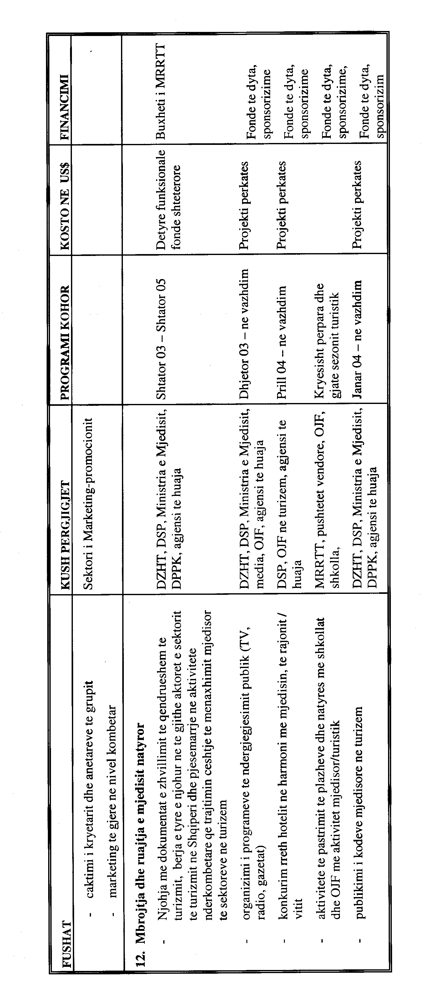 FUSHAT
KUSH PERGJIGJET
PROGRAMI KOHOR
KOSTO NE US$
FINANCIMI
- caktimi i kryetarit dhe anetareve te grupit
- marketing te gjere ne nivel kombetar
Sektori i Marketing-promocionit
12. Mbrojtja dhe ruajtja e mjedisit natyror
- Njohja me dokumentat e zhvillimit te qendrueshem te
turizmit, berja e tyre e njohur ne te gjithe aktoret e sektorit
te turizmit ne Shqiperi dhe pjesemarrje ne aktivitete
nderkombetare qe trajtimin ceshtje te menaxhimit mjedisor
te sektoreve ne turizem
DZHT, DSP, Ministria e Mjedisit,
DPPK, agjensi te huaja
Shtator 03 – Shtator 05
Detyre funksionale
fonde shteterore
Buxheti i MRRTT
- organizimi i programeve te ndergjegjesimit publik (TV,
radio, gazetat)
DZHT, DSP, Ministria e Mjedisit,
media, OJF, agjensi te huaja
Dhjetor 03 – ne vazhdim
Projekti perkates
Fonde te dyta,
sponsorizime
- konkurim rreth hotelit ne harmoni me mjedisin, te rajonit /
vitit
DSP, OJF ne turizem, agjensi te
huaja
Prill 04 – ne vazhdim
Projekti perkates
Fonde te dyta,
sponsorizime
- aktivitete te pastrimit te plazheve dhe natyres me shkollat
dhe OJF me aktivitet mjedisor/turistik
MRRTT, pushtetet vendore, OJF,
shkolla,
Kryesisht perpara dhe
gjate sezonit turistik
Fonde te dyta,
sponsorizime,
- publikimi i kodeve mjedisore ne turizem
DZHT, DSP, Ministria e Mjedisit,
DPPK, agjensi te huaja
Janar 04 – ne vazhdim
Projekti perkates
Fonde te dyta,
sponsorizim